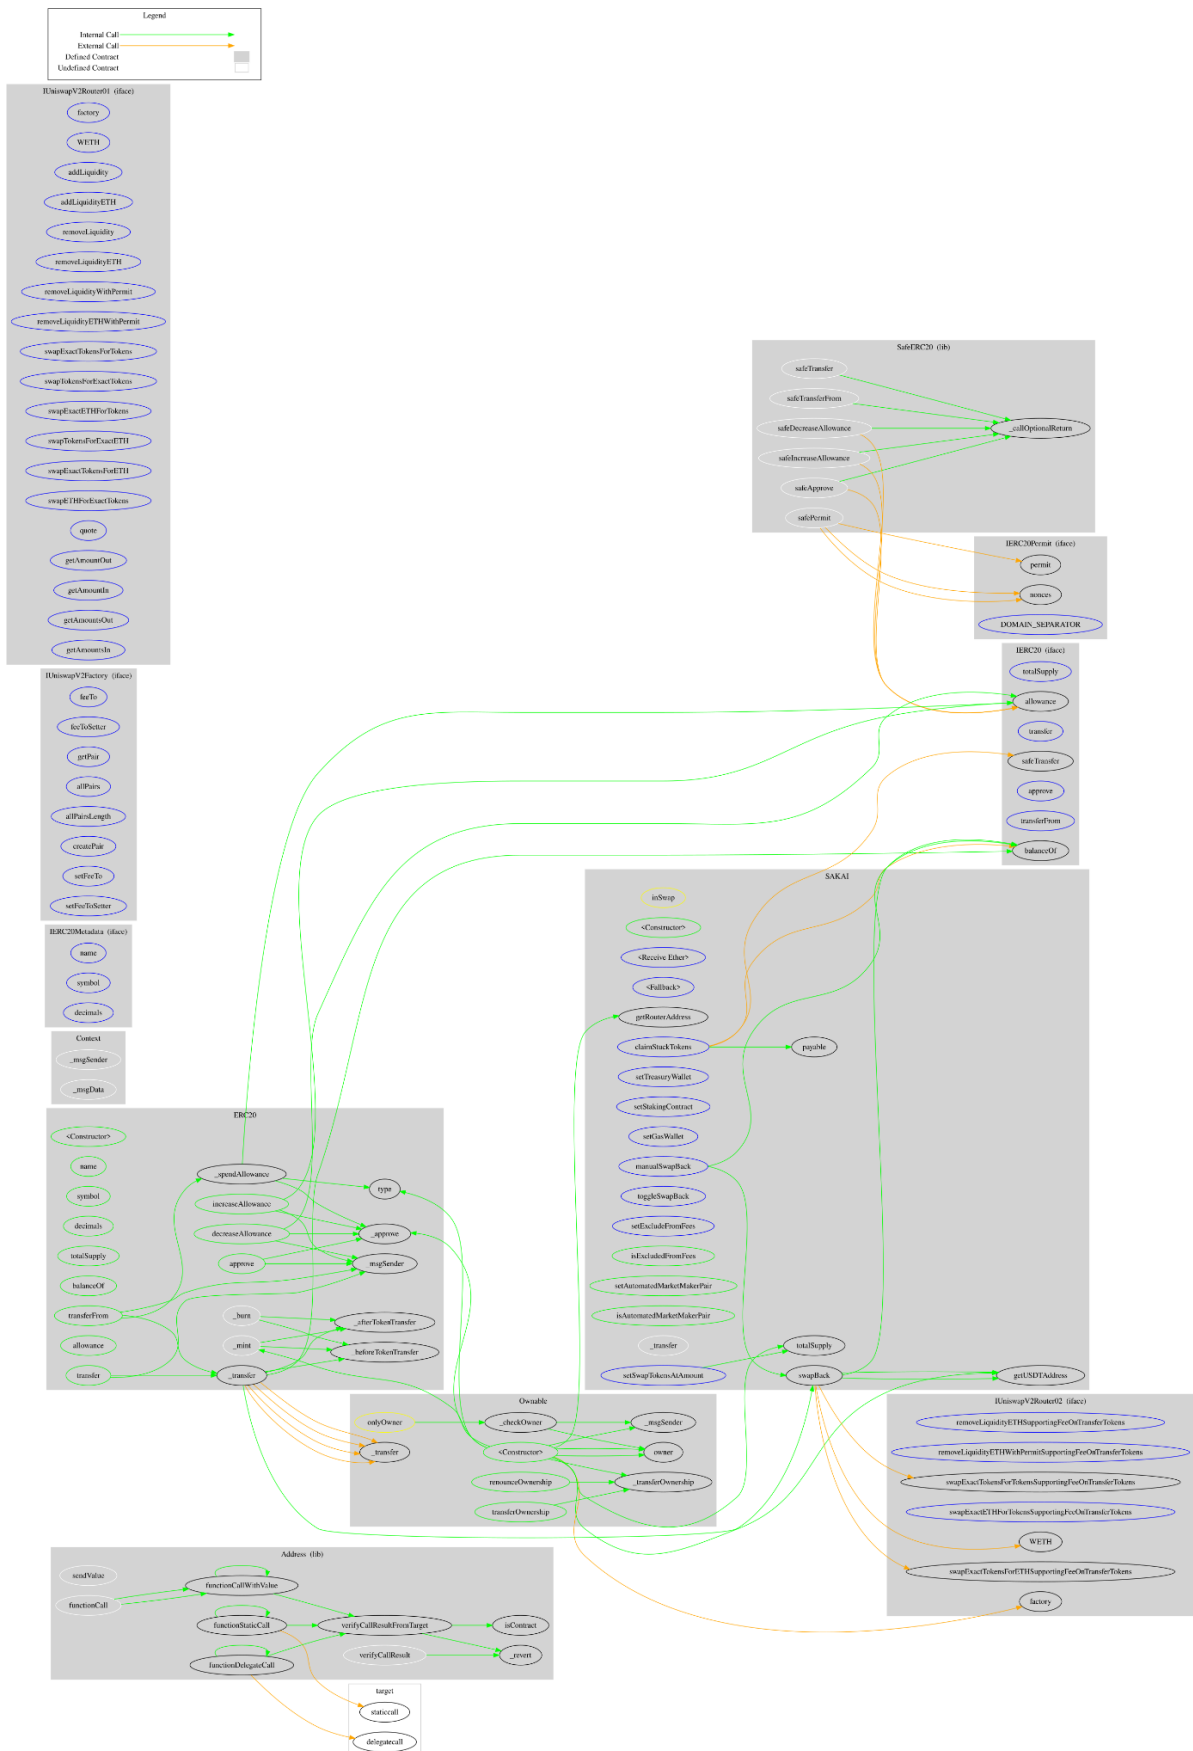 Legend
Internal Call
External Call
Defined Contract
Undefined Contract
IUniswapV2Router01 (iface)
factory
WETH
addLiquidity
addLiquidityETH
removeLiquidity
removeLiquidityETH
removeLiquidityWithPermit
removeLiquidityETHWithPermit
swapExactTokensForTokens
swapTokensForExactTokens
swapExactETHForTokens
swapTokensForExactETH
swapExactTokensForETH
swapETHForExactTokens
quote
getAmountOut
getAmountIn
getAmountsOut
getAmountsIn
IUniswapV2Factory (iface)
feeTo
feeToSetter
getPair
allPairs
allPairsLength
createPair
setFeeTo
setFeeToSetter
IERC20Metadata (iface)
name
symbol
decimals
Context
_msgSender
_msgData
ERC20
<Constructor>
name
symbol
decimals
totalSupply
balanceOf
transferFrom
allowance
transfer
_spendAllowance
increaseAllowance
decreaseAllowance
approve
_burn
_mint
_transfer
type
_approve
_msgSender
_afterTokenTransfer
_beforeTokenTransfer
Ownable
onlyOwner
_transfer
_checkOwner
<Constructor>
renounceOwnership
transferOwnership
_msgSender
owner
_transferOwnership
Address (lib)
sendValue
functionCall
functionCallWithValue
functionStaticCall
functionDelegateCall
verifyCallResultFromTarget
verifyCallResult
isContract
_revert
target
staticcall
delegatecall
SafeERC20 (lib)
safeTransfer
safeTransferFrom
safeDecreaseAllowance
safeIncreaseAllowance
safeApprove
safePermit
_callOptionalReturn
IERC20Permit (iface)
permit
nonces
DOMAIN_SEPARATOR
IERC20 (iface)
totalSupply
allowance
transfer
safeTransfer
approve
transferFrom
balanceOf
SAKAI
inSwap
<Constructor>
<Receive Ether>
<Fallback>
getRouterAddress
claimStuckTokens
payable
setTreasuryWallet
setStakingContract
setGasWallet
manualSwapBack
toggleSwapBack
setExcludeFromFees
isExcludedFromFees
setAutomatedMarketMakerPair
isAutomatedMarketMakerPair
_transfer
setSwapTokensAtAmount
totalSupply
swapBack
getUSDTAddress
IUniswapV2Router02 (iface)
removeLiquidityETHSupportingFeeOnTransferTokens
removeLiquidityETHWithPermitSupportingFeeOnTransferTokens
swapExactTokensForTokensSupportingFeeOnTransferTokens
swapExactETHForTokensSupportingFeeOnTransferTokens
WETH
swapExactTokensForETHSupportingFeeOnTransferTokens
factory